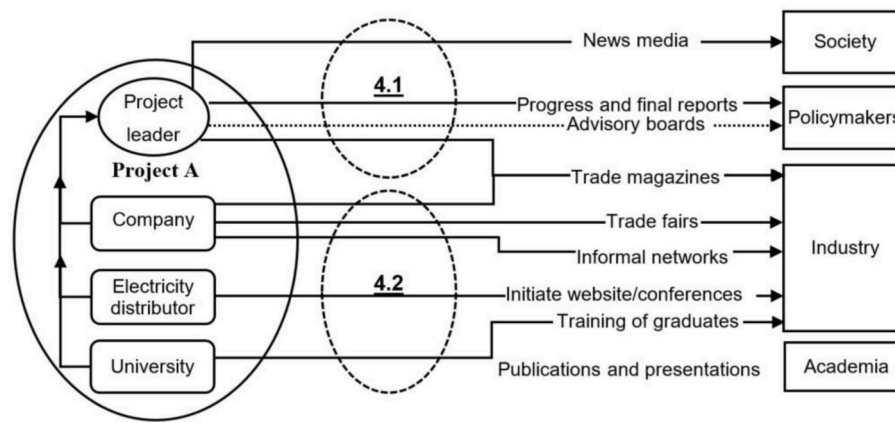 News media
Society
4.1
Project
leader
Progress and final reports
Advisory boards
Policymakers
Project A
Trade magazines
Company
Trade fairs
Industry
Informal networks
Electricity
distributor
4.2
Initiate website/conferences
Training of graduates
University
Publications and presentations
Academia